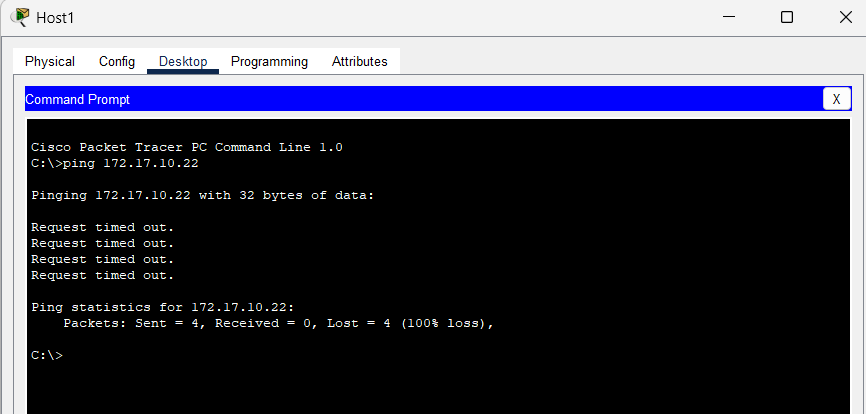 Host1
Physical Config Desktop Programming Attributes
Command Prompt
X
Cisco Packet Tracer PC Command Line 1.0
C:\>ping 172.17.10.22
Pinging 172.17.10.22 with 32 bytes of data:
Request timed out.
Request timed out.
Request timed out.
Request timed out.
Ping statistics for 172.17.10.22:
    Packets: Sent = 4, Received = 0, Lost = 4 (100% loss),
C:\>